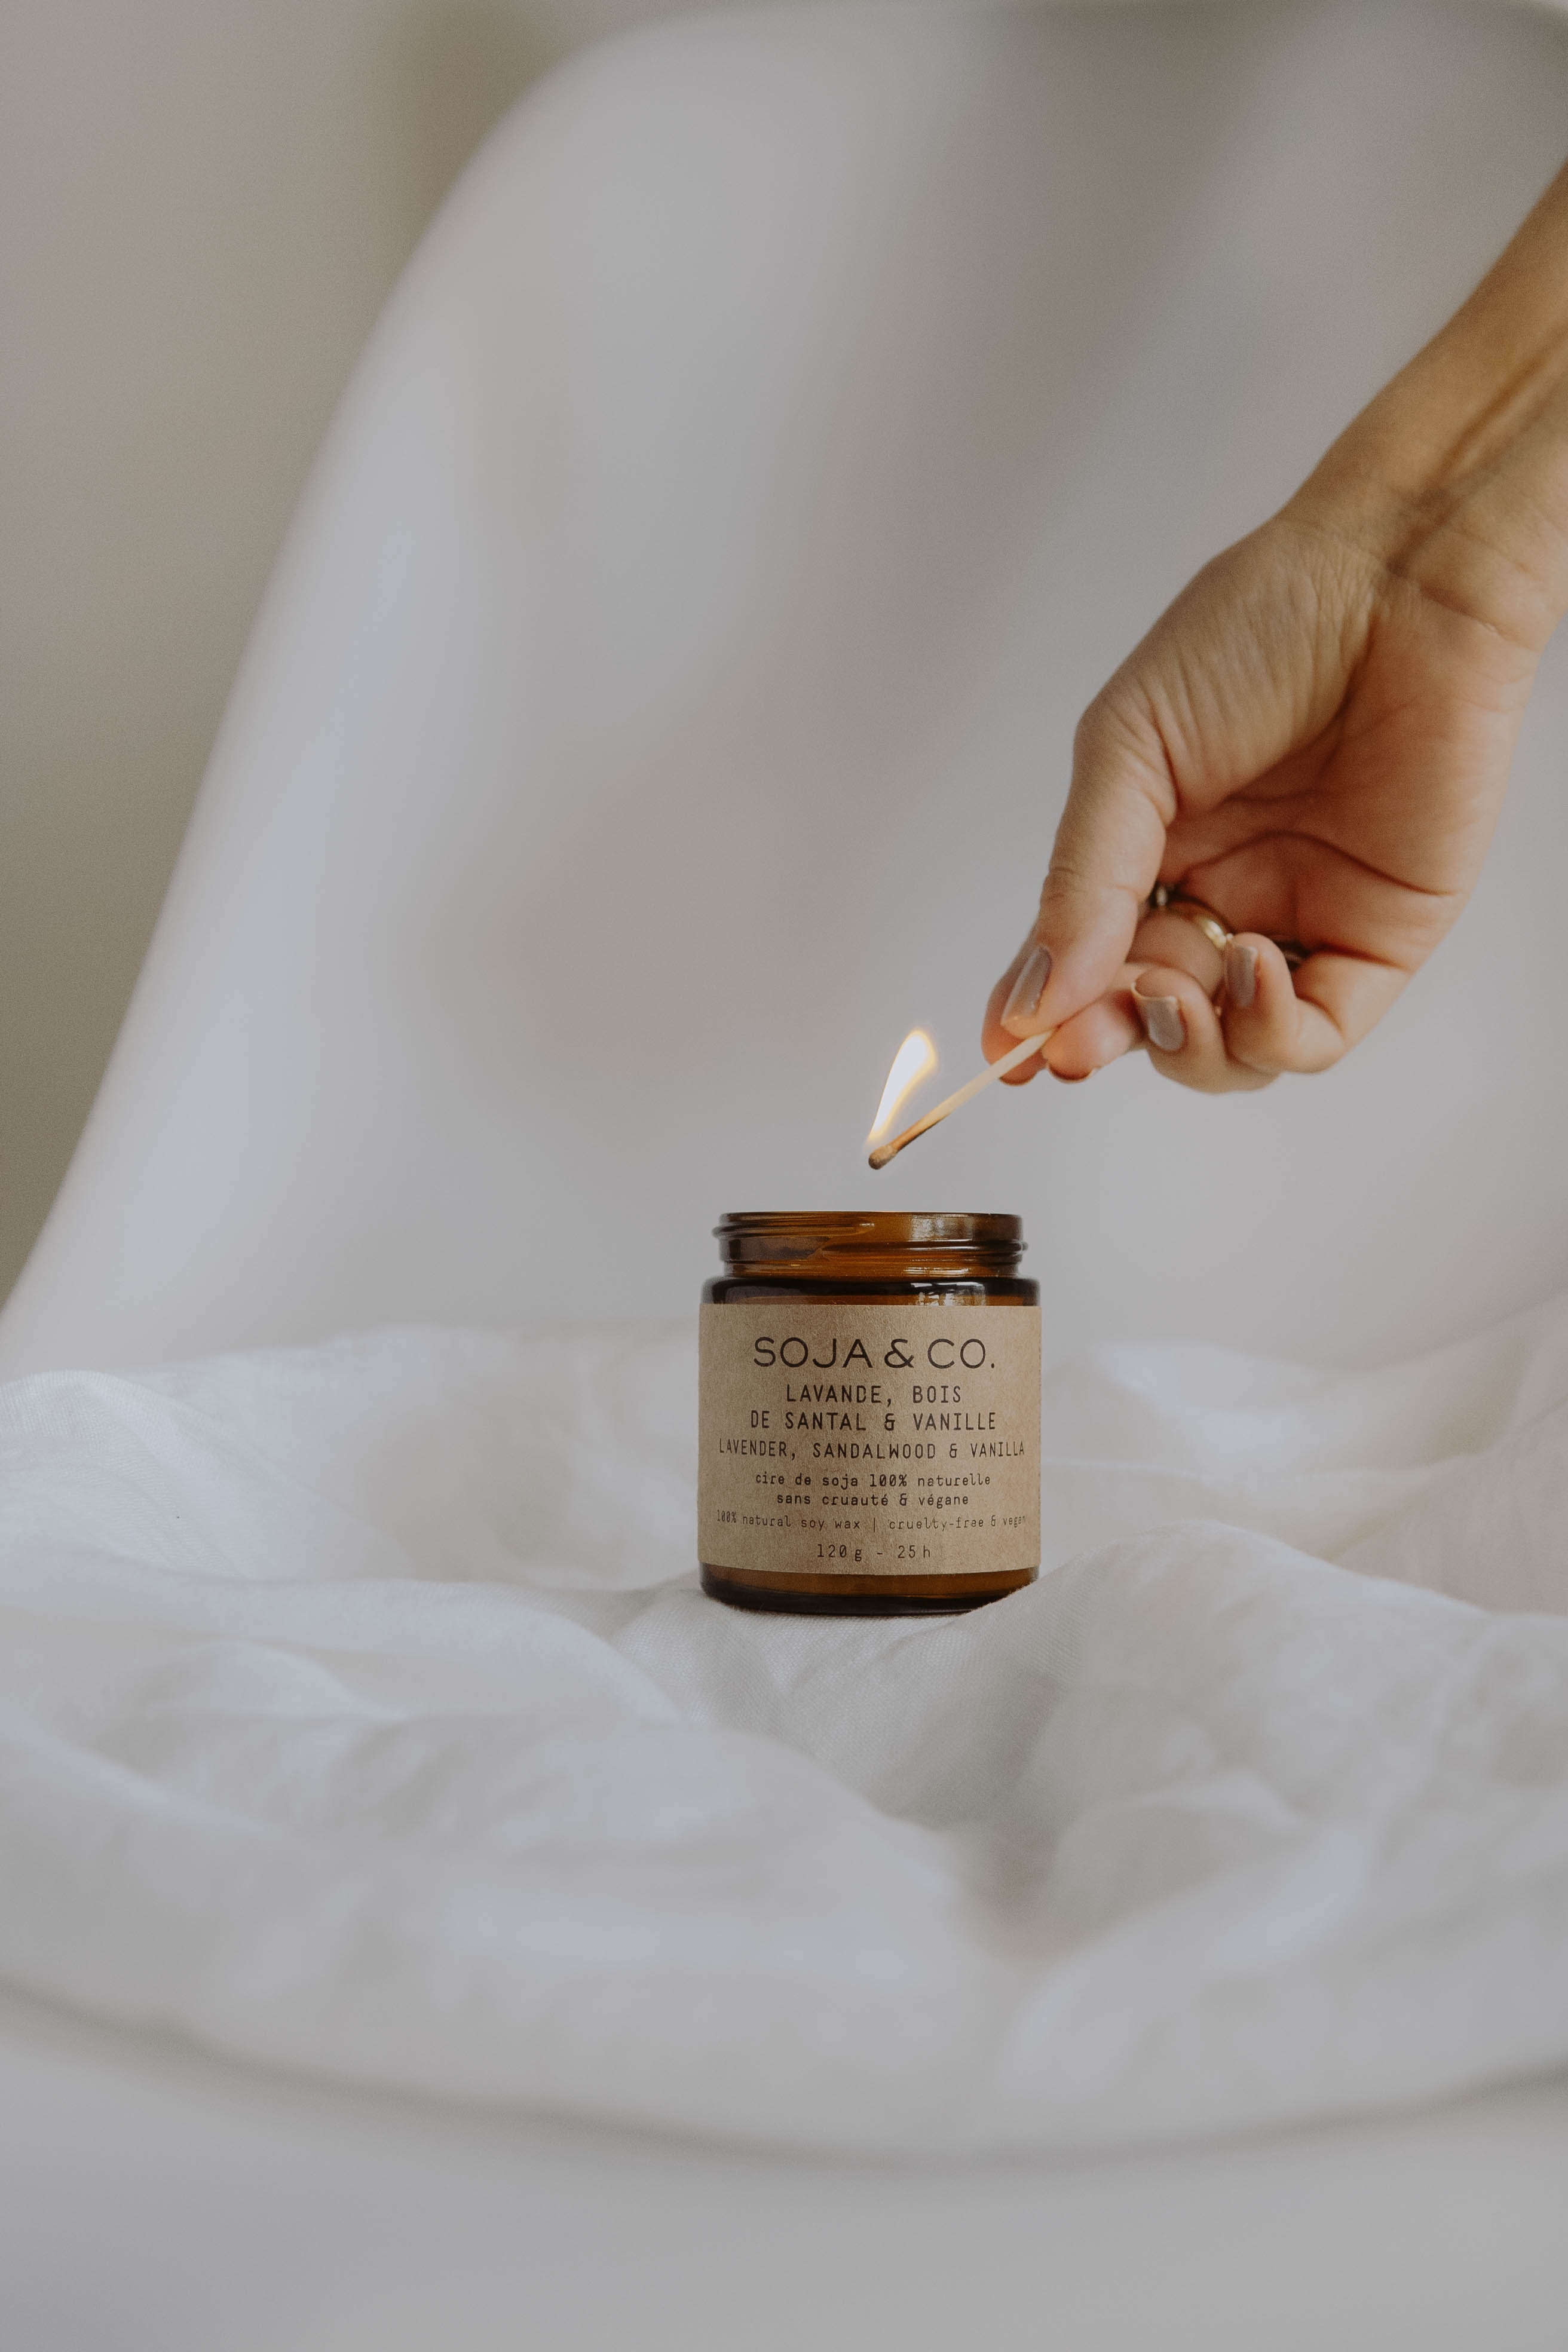 SOJA & CO.
LAVANDE, BOIS
DE SANTAL & VANILLE
LAVENDER, SANDALWOOD & VANILLA
cire de soja 100% naturelle
sans cruauté & végane
100% natural soy wax | cruelty-free & vegan
120 g - 25 h